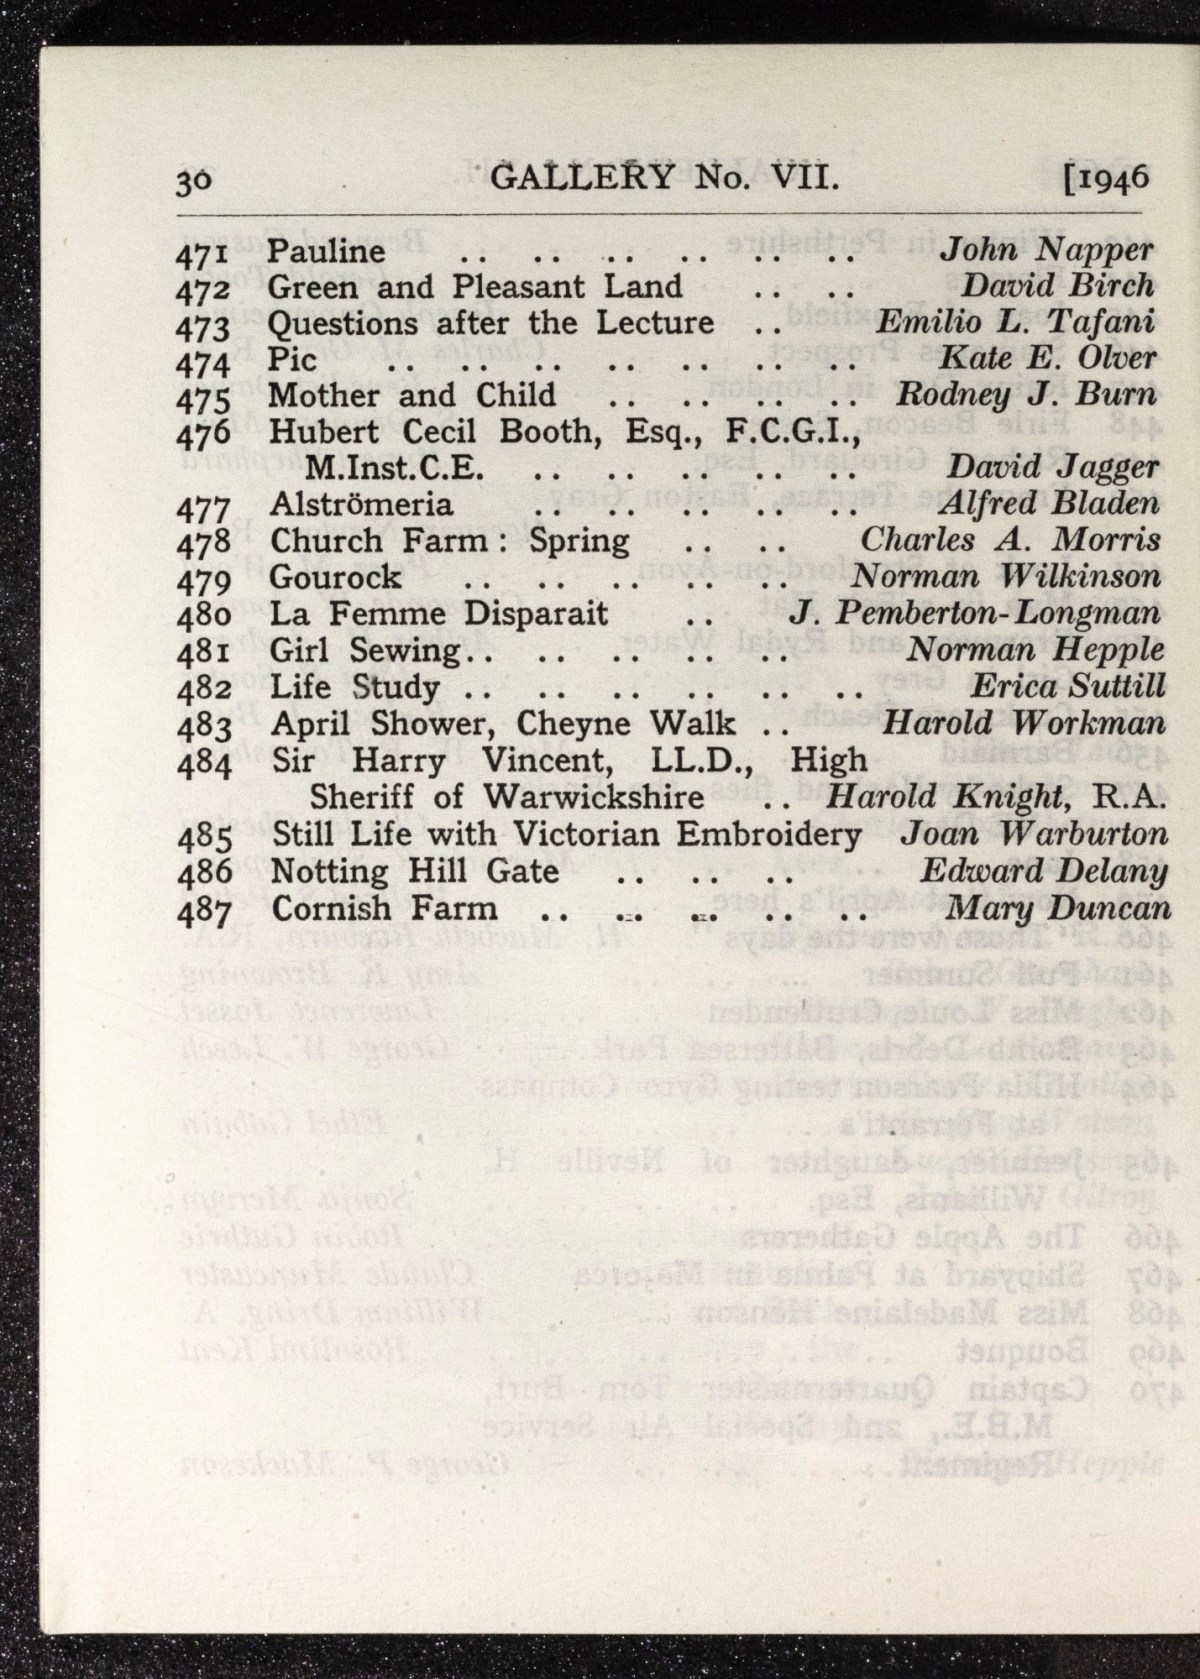 30 GALLERY No. VII. [1946
471 Pauline .. .. .. .. .. .. John Napper
472 Green and Pleasant Land .. .. David Birch
473 Questions after the Lecture .. Emilio L. Tafani
474 Pic .. .. .. .. .. .. .. Kate E. Olver
475 Mother and Child .. .. .. .. Rodney J. Burn
476 Hubert Cecil Booth, Esq., F.C.G.I.,
M.Inst.C.E. .. .. .. .. .. David Jagger
477 Alströmeria .. .. .. .. .. Alfred Bladen
478 Church Farm : Spring .. .. Charles A. Morris
479 Gourock .. .. .. .. .. Norman Wilkinson
480 La Femme Disparait .. J. Pemberton-Longman
481 Girl Sewing.. .. .. .. .. Norman Hepple
482 Life Study .. .. .. .. .. .. Erica Suttill
483 April Shower, Cheyne Walk .. Harold Workman
484 Sir Harry Vincent, LL.D., High
Sheriff of Warwickshire .. Harold Knight, R.A.
485 Still Life with Victorian Embroidery Joan Warburton
486 Notting Hill Gate .. .. .. Edward Delany
487 Cornish Farm .. .. .. .. .. Mary Duncan